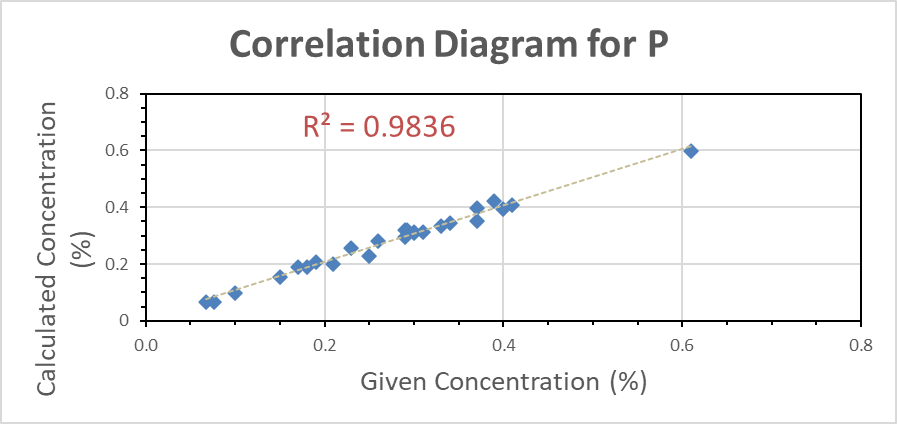 Correlation Diagram for P
Calculated Concentration
(%)
0.8
0.6
0.4
0.2
0
R² = 0.9836
0.0 0.2 0.4 0.6 0.8
Given Concentration (%)